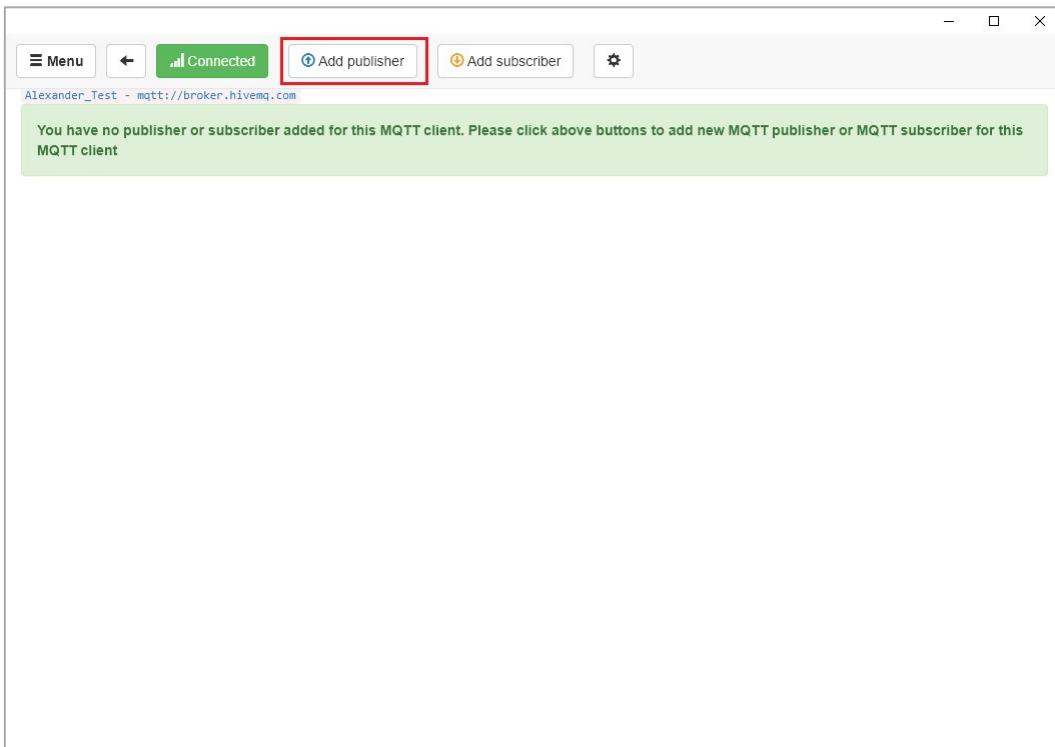 Menu Connected Add publisher Add subscriber
Alexander_Test - mqtt://broker.hivemq.com
You have no publisher or subscriber added for this MQTT client. Please click above buttons to add new MQTT publisher or MQTT subscriber for this
MQTT client